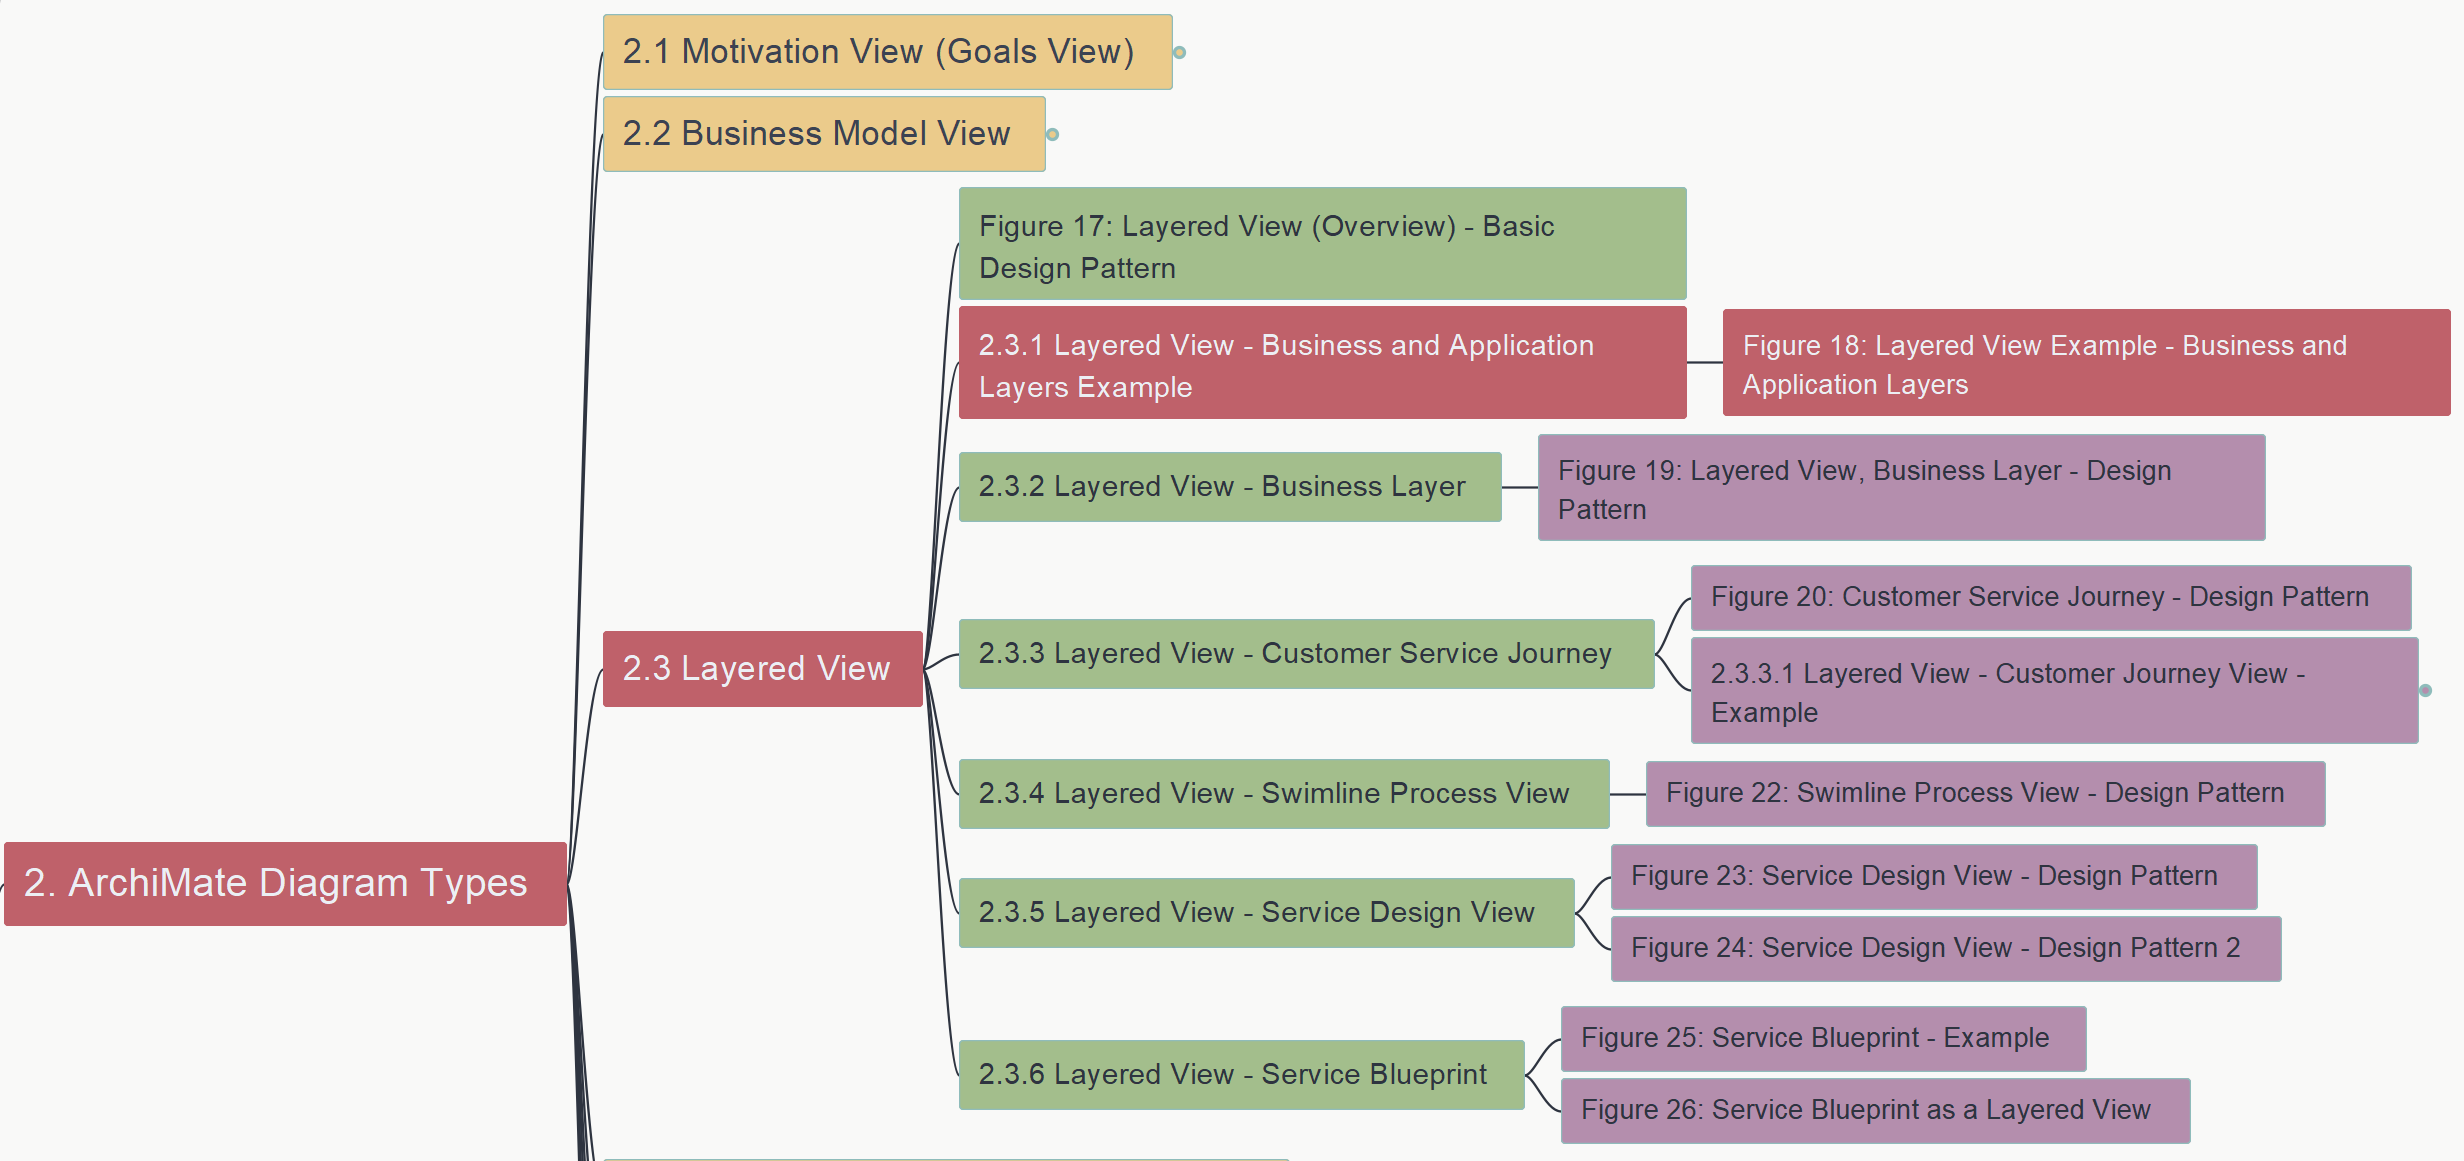 2.1 Motivation View (Goals View)
2.2 Business Model View
Figure 17: Layered View (Overview) - Basic
Design Pattern
2.3.1 Layered View - Business and Application
Layers Example
Figure 18: Layered View Example - Business and
Application Layers
2.3.2 Layered View - Business Layer
Figure 19: Layered View, Business Layer - Design
Pattern
2.3 Layered View
2.3.3 Layered View - Customer Service Journey
Figure 20: Customer Service Journey - Design Pattern
2.3.3.1 Layered View - Customer Journey View -
Example
2.3.4 Layered View - Swimline Process View
Figure 22: Swimline Process View - Design Pattern
2. ArchiMate Diagram Types
2.3.5 Layered View - Service Design View
Figure 23: Service Design View - Design Pattern
Figure 24: Service Design View - Design Pattern 2
2.3.6 Layered View - Service Blueprint
Figure 25: Service Blueprint - Example
Figure 26: Service Blueprint as a Layered View